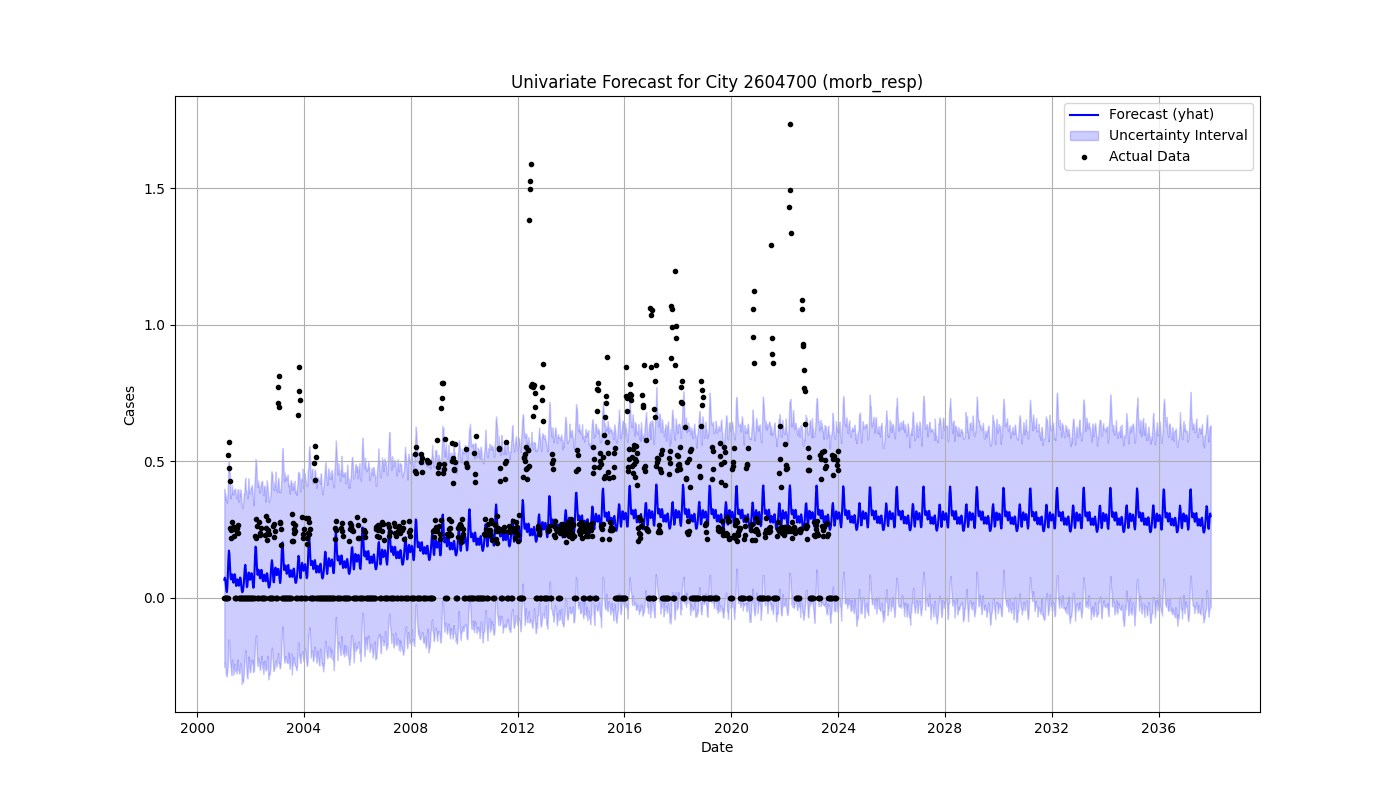 Univariate Forecast for City 2604700 (morb_resp)
Forecast (yhat)
Uncertainty Interval
Actual Data
Cases
1.5
1.0
0.5
0.0
2000 2004 2008 2012 2016 2020 2024 2028 2032 2036
Date